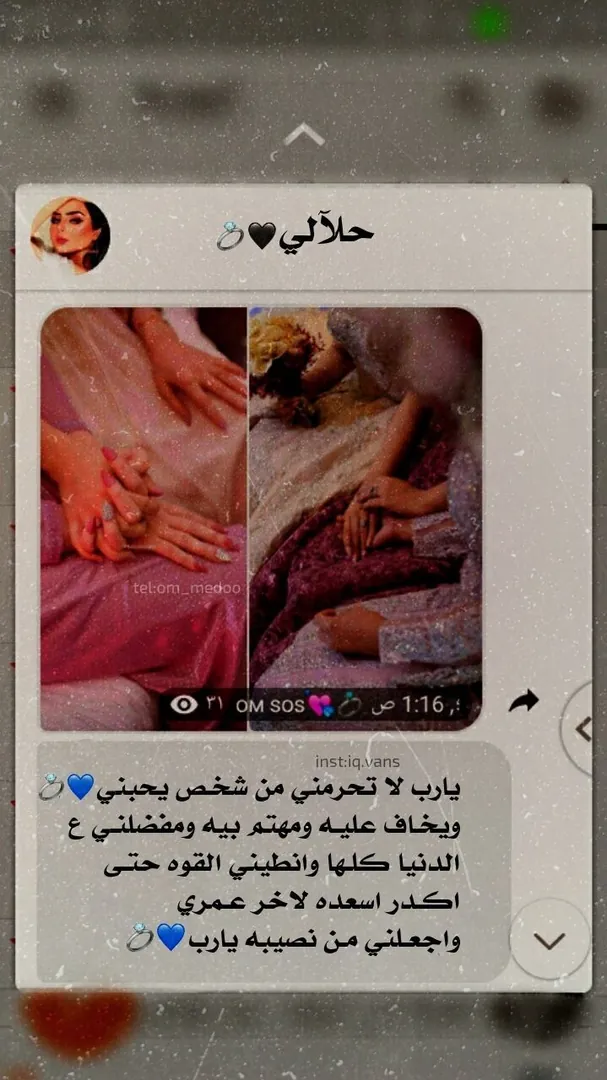 حلآلي🖤💍
tel:om_medoo
٣١ OM SOS💘💍 1:16 ص
inst:iq.vans
يارب لا تحرمني من شخص يحبني💙💍
ويخاف عليه ومهتم بيه ومفضلني ع
الدنيا كلها وانطيني القوه حتى
اكدر اسعده لاخر عمري
واجعلني من نصيبه يارب💙💍